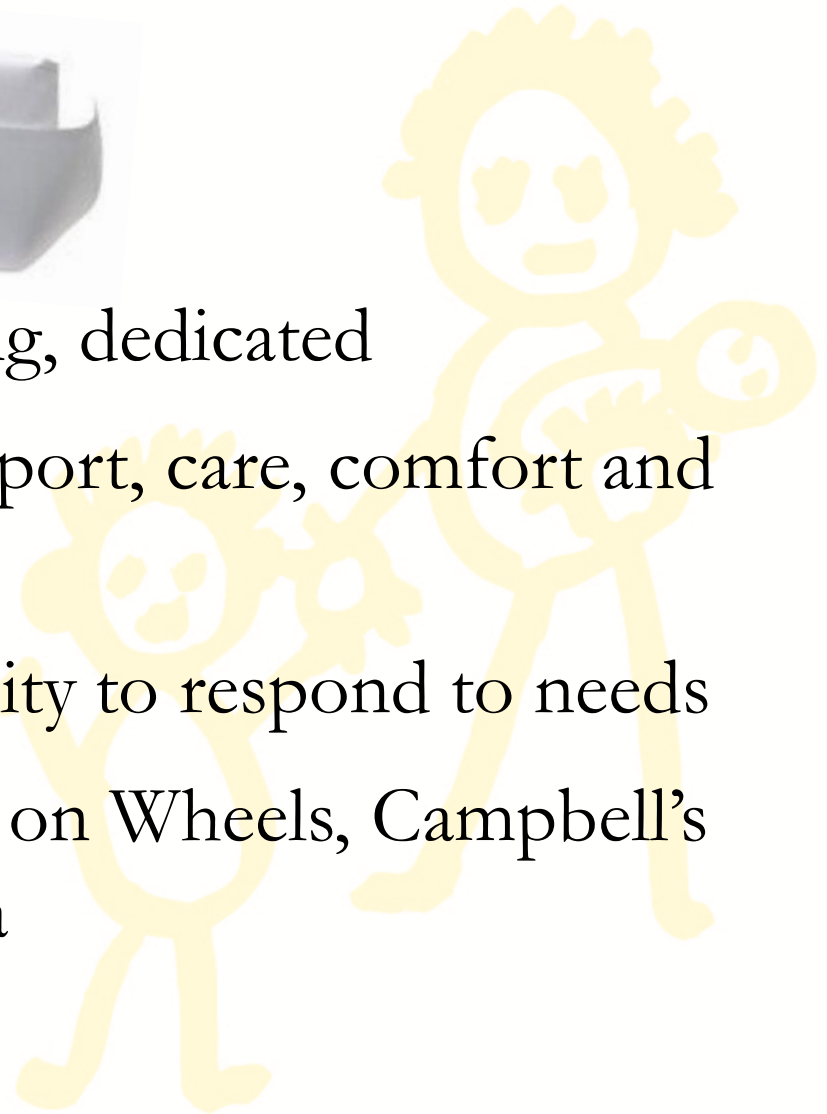 g, dedicated
port, care, comfort and
ity to respond to needs
on Wheels, Campbell’s